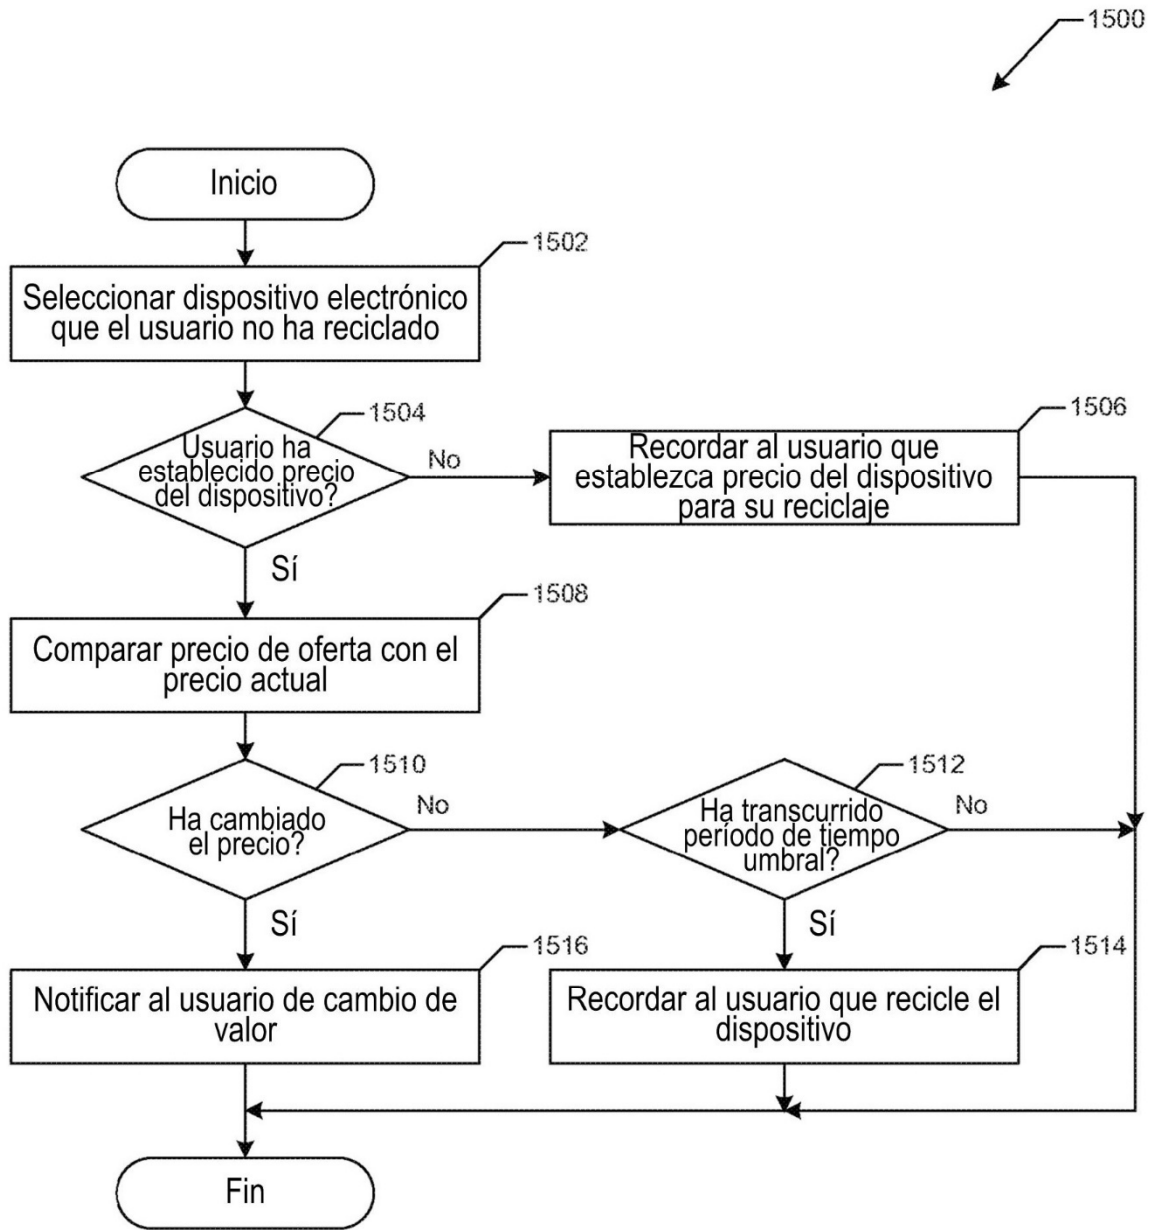 1500
Inicio
1502
Seleccionar dispositivo electrónico
que el usuario no ha reciclado
1504
Usuario ha
establecido precio
del dispositivo?
No
1506
Recordar al usuario que
establezca precio del dispositivo
para su reciclaje
Sí
1508
Comparar precio de oferta con el
precio actual
1510
Ha cambiado
el precio?
No
1512
Ha transcurrido
período de tiempo
umbral?
No
Sí
Sí
1516
Notificar al usuario de cambio de
valor
1514
Recordar al usuario que recicle el
dispositivo
Fin